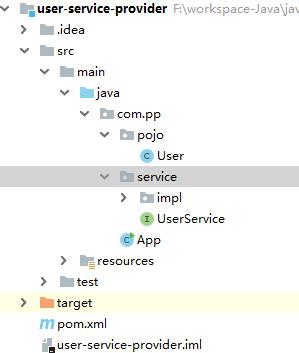 user-service-provider F:\workspace-Java\jav
.idea
src
main
java
com.pp
pojo
User
service
impl
UserService
App
resources
test
target
pom.xml
user-service-provider.iml